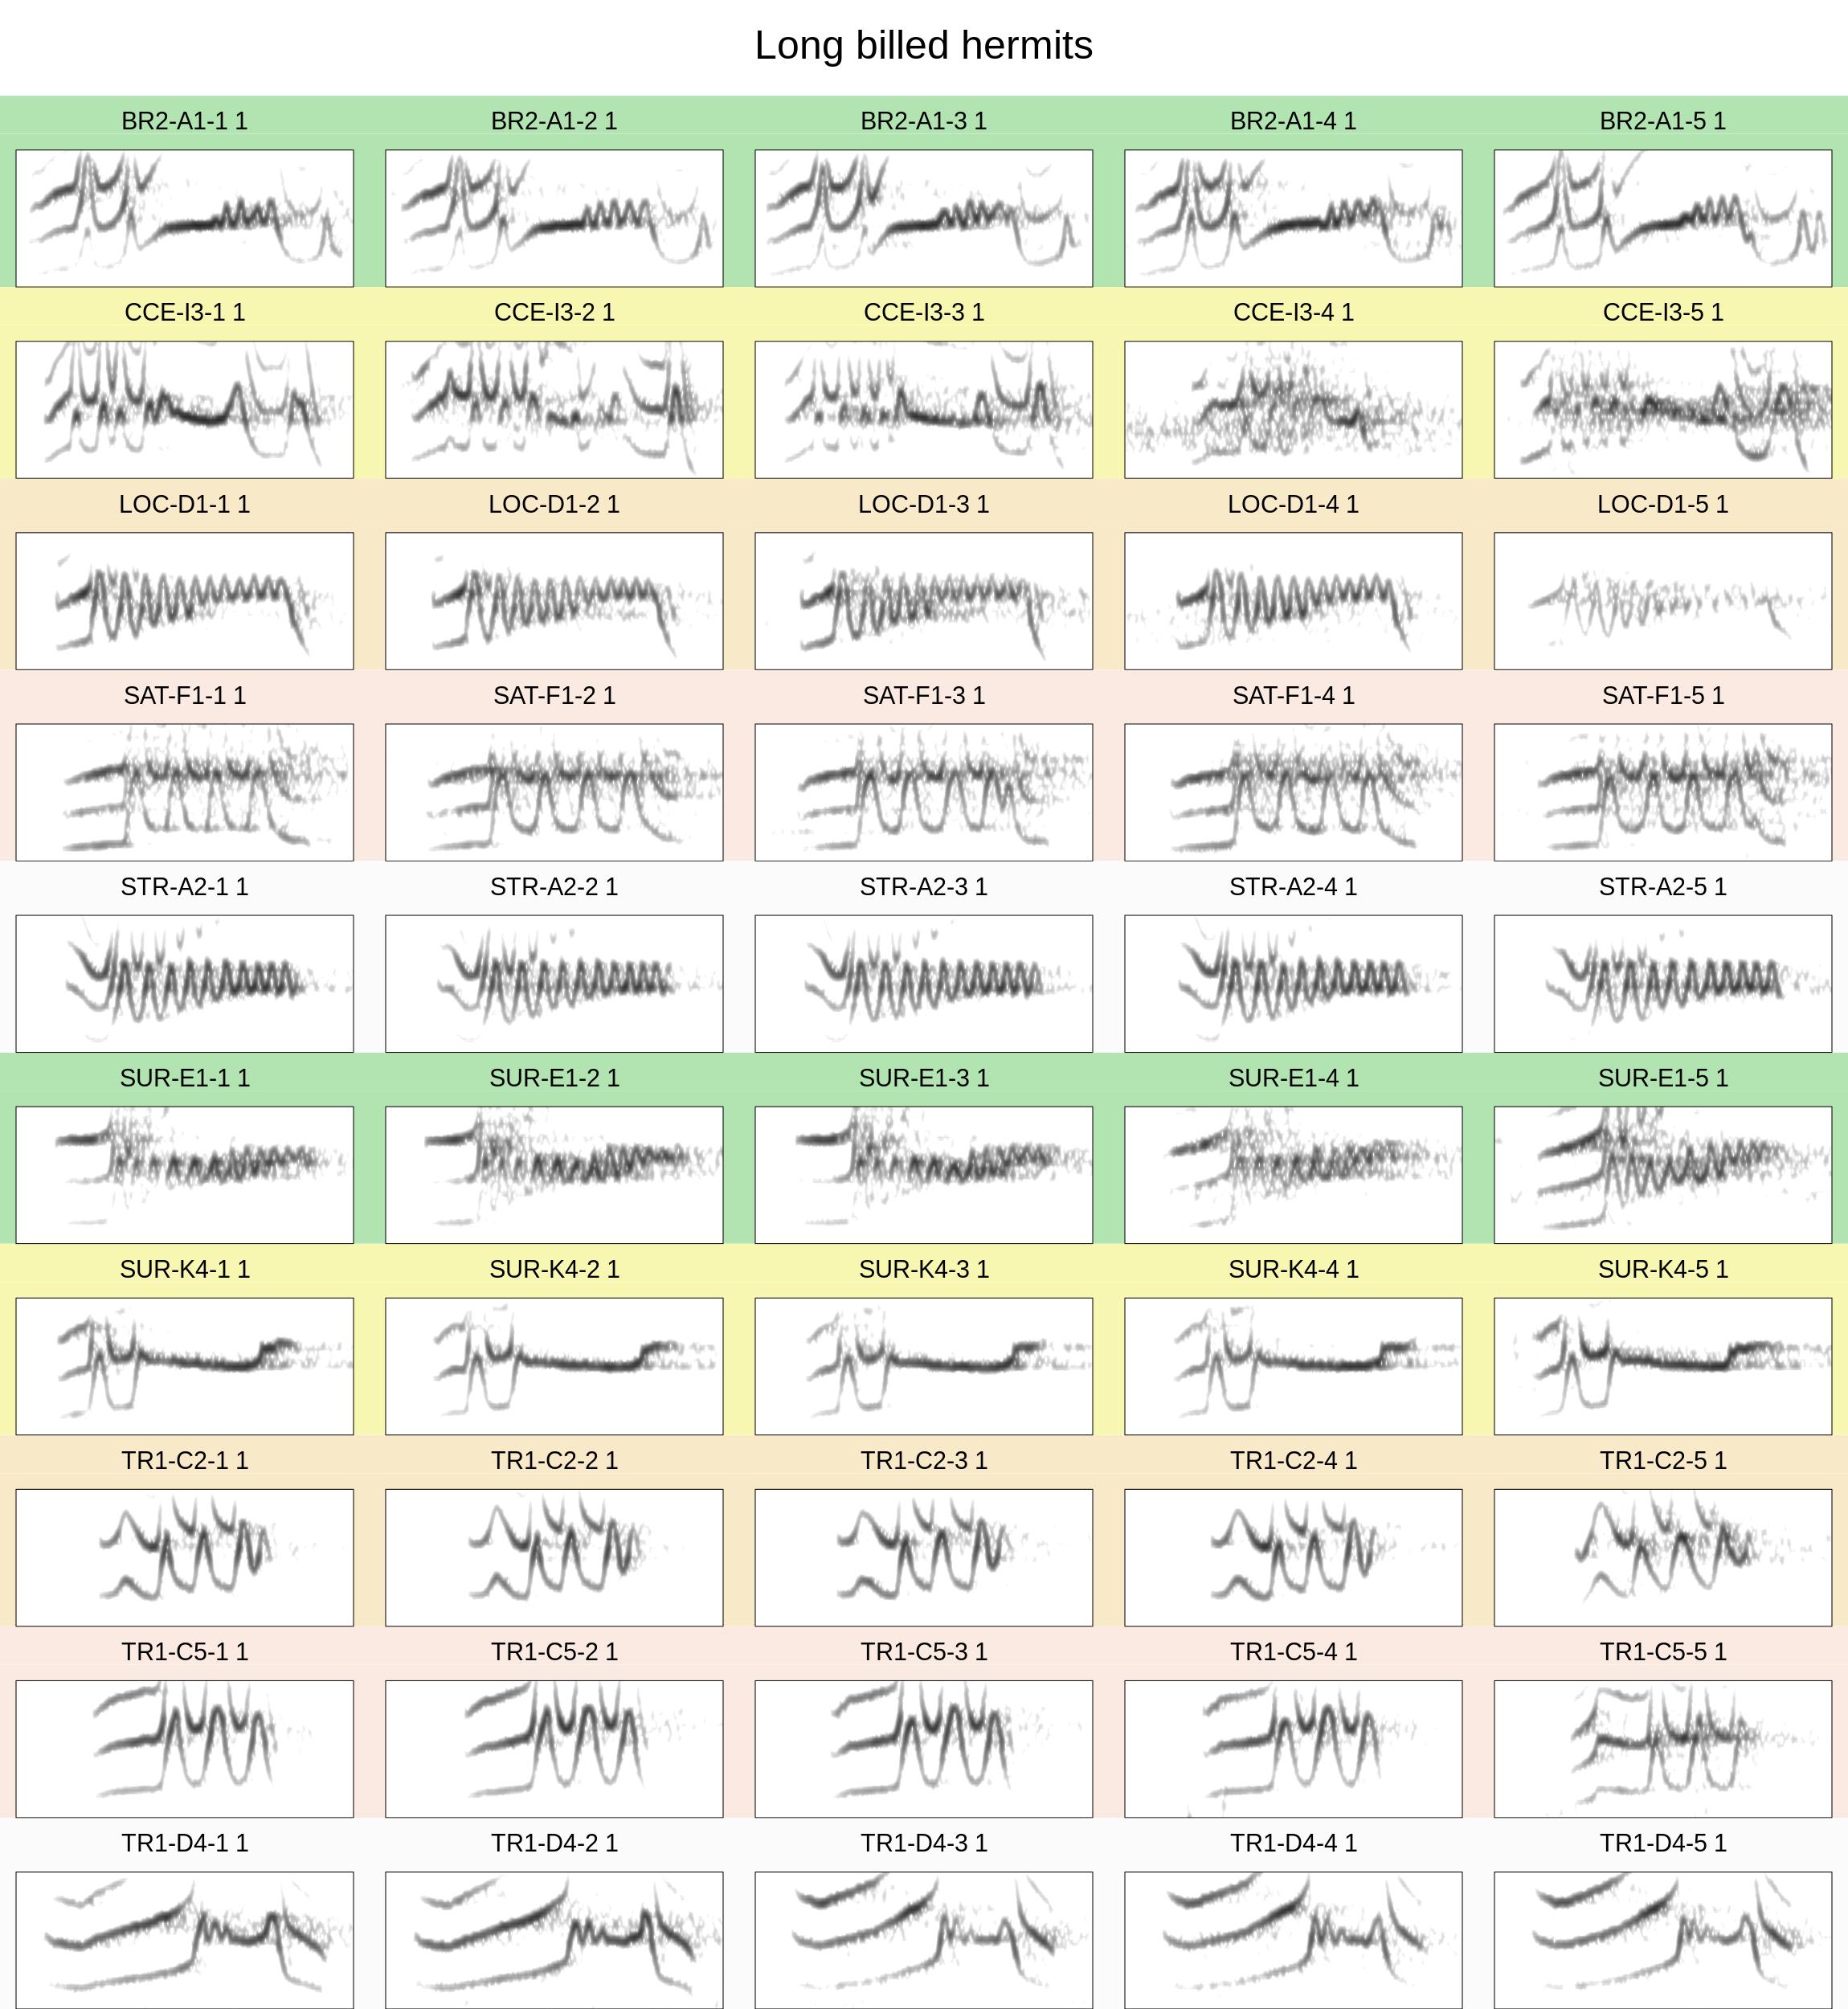 Long billed hermits
BR2-A1-1 1 BR2-A1-2 1 BR2-A1-3 1 BR2-A1-4 1 BR2-A1-5 1
CCE-I3-1 1 CCE-I3-2 1 CCE-I3-3 1 CCE-I3-4 1 CCE-I3-5 1
LOC-D1-1 1 LOC-D1-2 1 LOC-D1-3 1 LOC-D1-4 1 LOC-D1-5 1
SAT-F1-1 1 SAT-F1-2 1 SAT-F1-3 1 SAT-F1-4 1 SAT-F1-5 1
STR-A2-1 1 STR-A2-2 1 STR-A2-3 1 STR-A2-4 1 STR-A2-5 1
SUR-E1-1 1 SUR-E1-2 1 SUR-E1-3 1 SUR-E1-4 1 SUR-E1-5 1
SUR-K4-1 1 SUR-K4-2 1 SUR-K4-3 1 SUR-K4-4 1 SUR-K4-5 1
TR1-C2-1 1 TR1-C2-2 1 TR1-C2-3 1 TR1-C2-4 1 TR1-C2-5 1
TR1-C5-1 1 TR1-C5-2 1 TR1-C5-3 1 TR1-C5-4 1 TR1-C5-5 1
TR1-D4-1 1 TR1-D4-2 1 TR1-D4-3 1 TR1-D4-4 1 TR1-D4-5 1